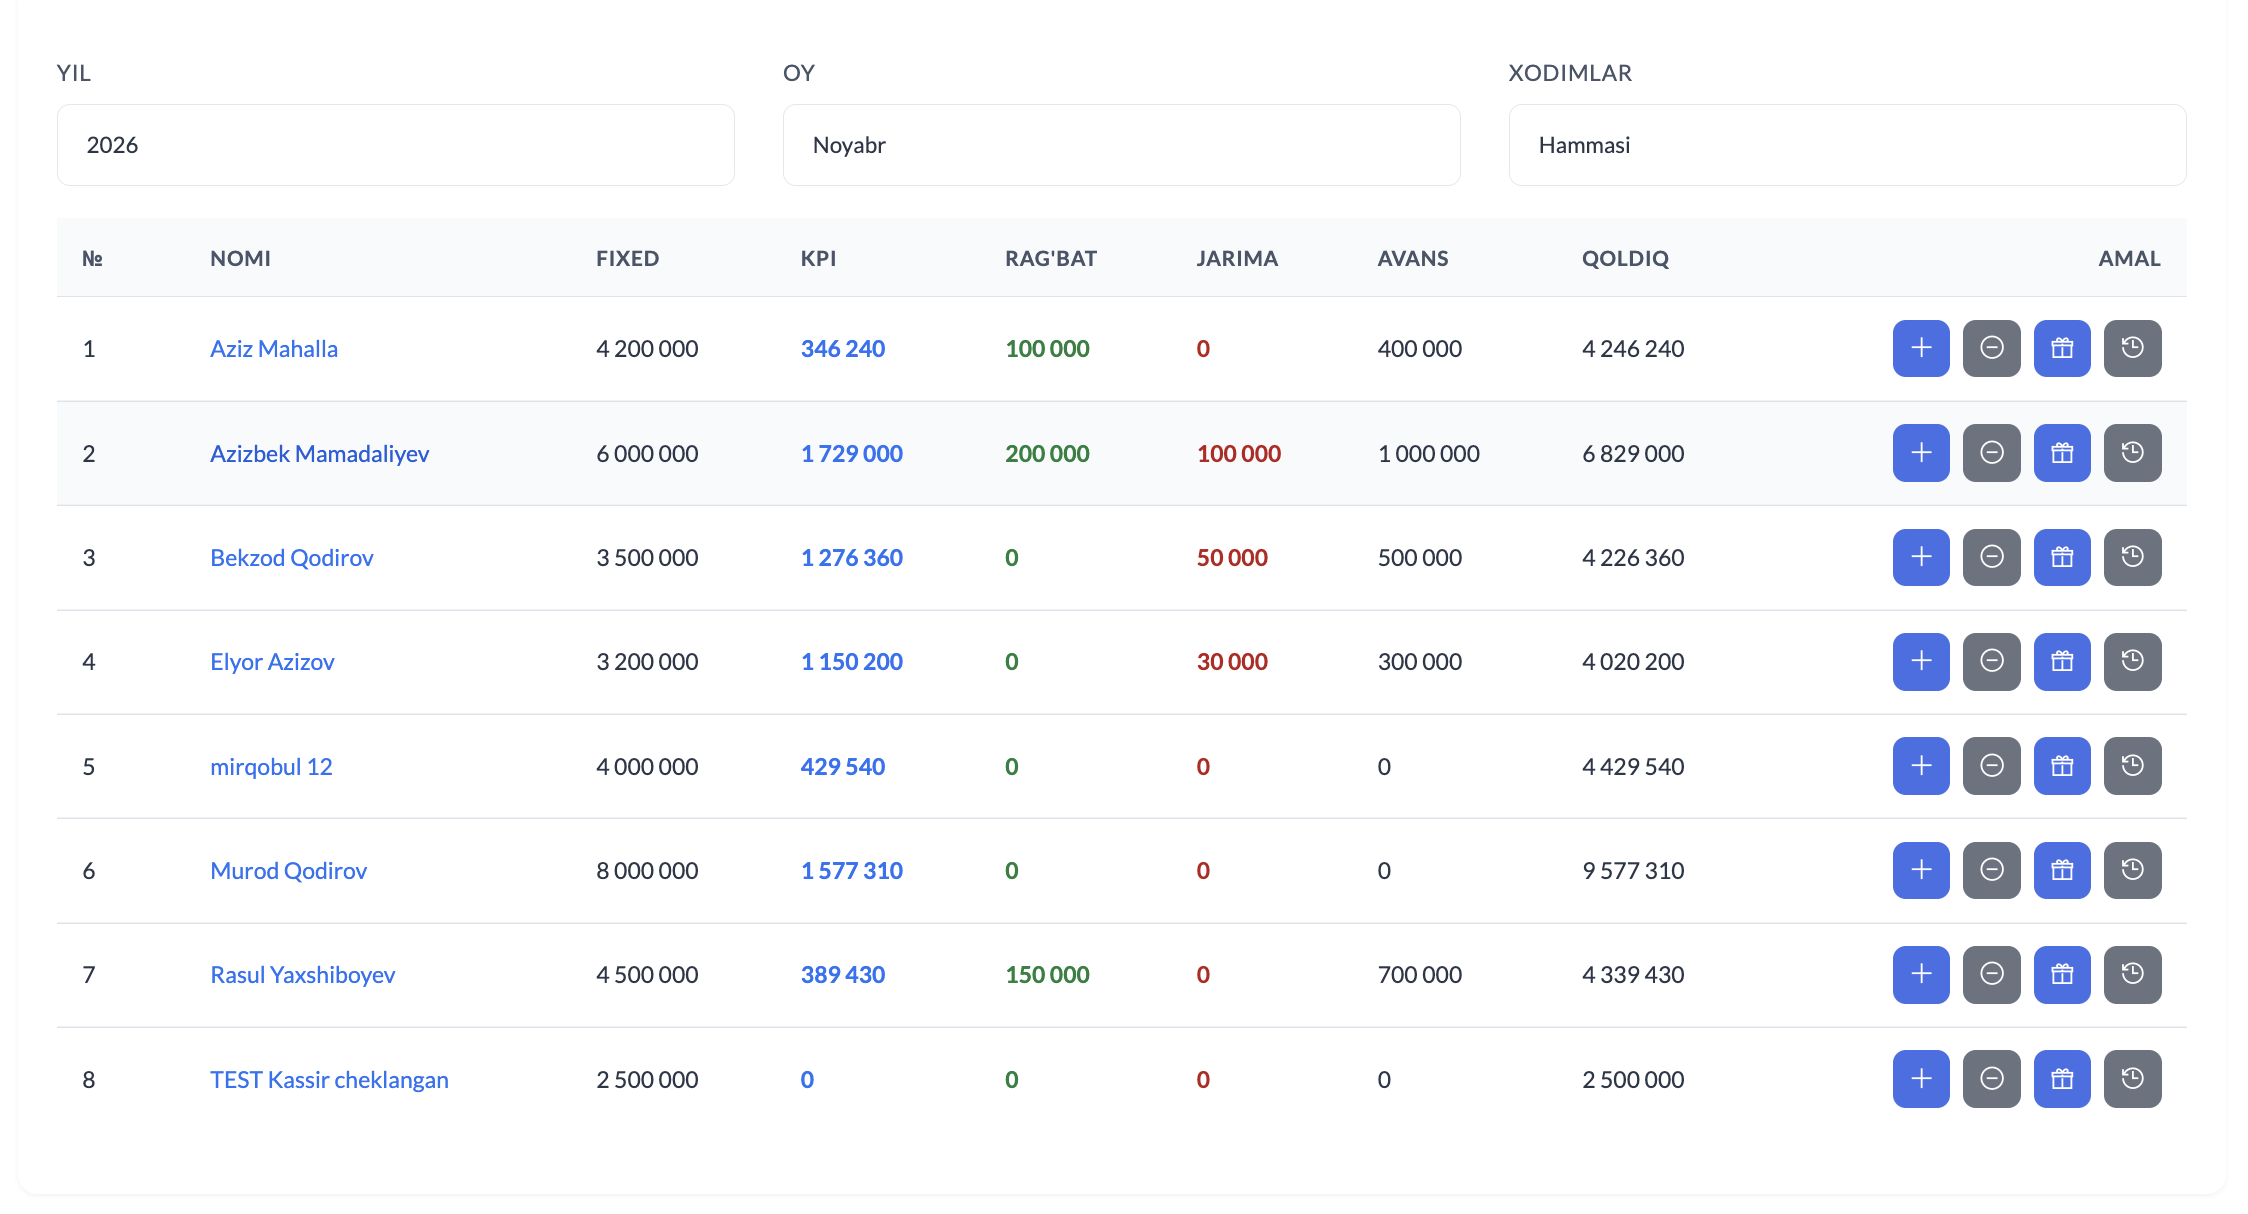 YIL OY XODIMLAR
2026 Noyabr Hammasi
№ NOMI FIXED KPI RAG'BAT JARIMA AVANS QOLDIQ AMAL
1 Aziz Mahalla 4 200 000 346 240 100 000 0 400 000 4 246 240
2 Azizbek Mamadaliyev 6 000 000 1 729 000 200 000 100 000 1 000 000 6 829 000
3 Bekzod Qodirov 3 500 000 1 276 360 0 50 000 500 000 4 226 360
4 Elyor Azizov 3 200 000 1 150 200 0 30 000 300 000 4 020 200
5 mirqobul 12 4 000 000 429 540 0 0 0 4 429 540
6 Murod Qodirov 8 000 000 1 577 310 0 0 0 9 577 310
7 Rasul Yaxshiboyev 4 500 000 389 430 150 000 0 700 000 4 339 430
8 TEST Kassir cheklangan 2 500 000 0 0 0 0 2 500 000